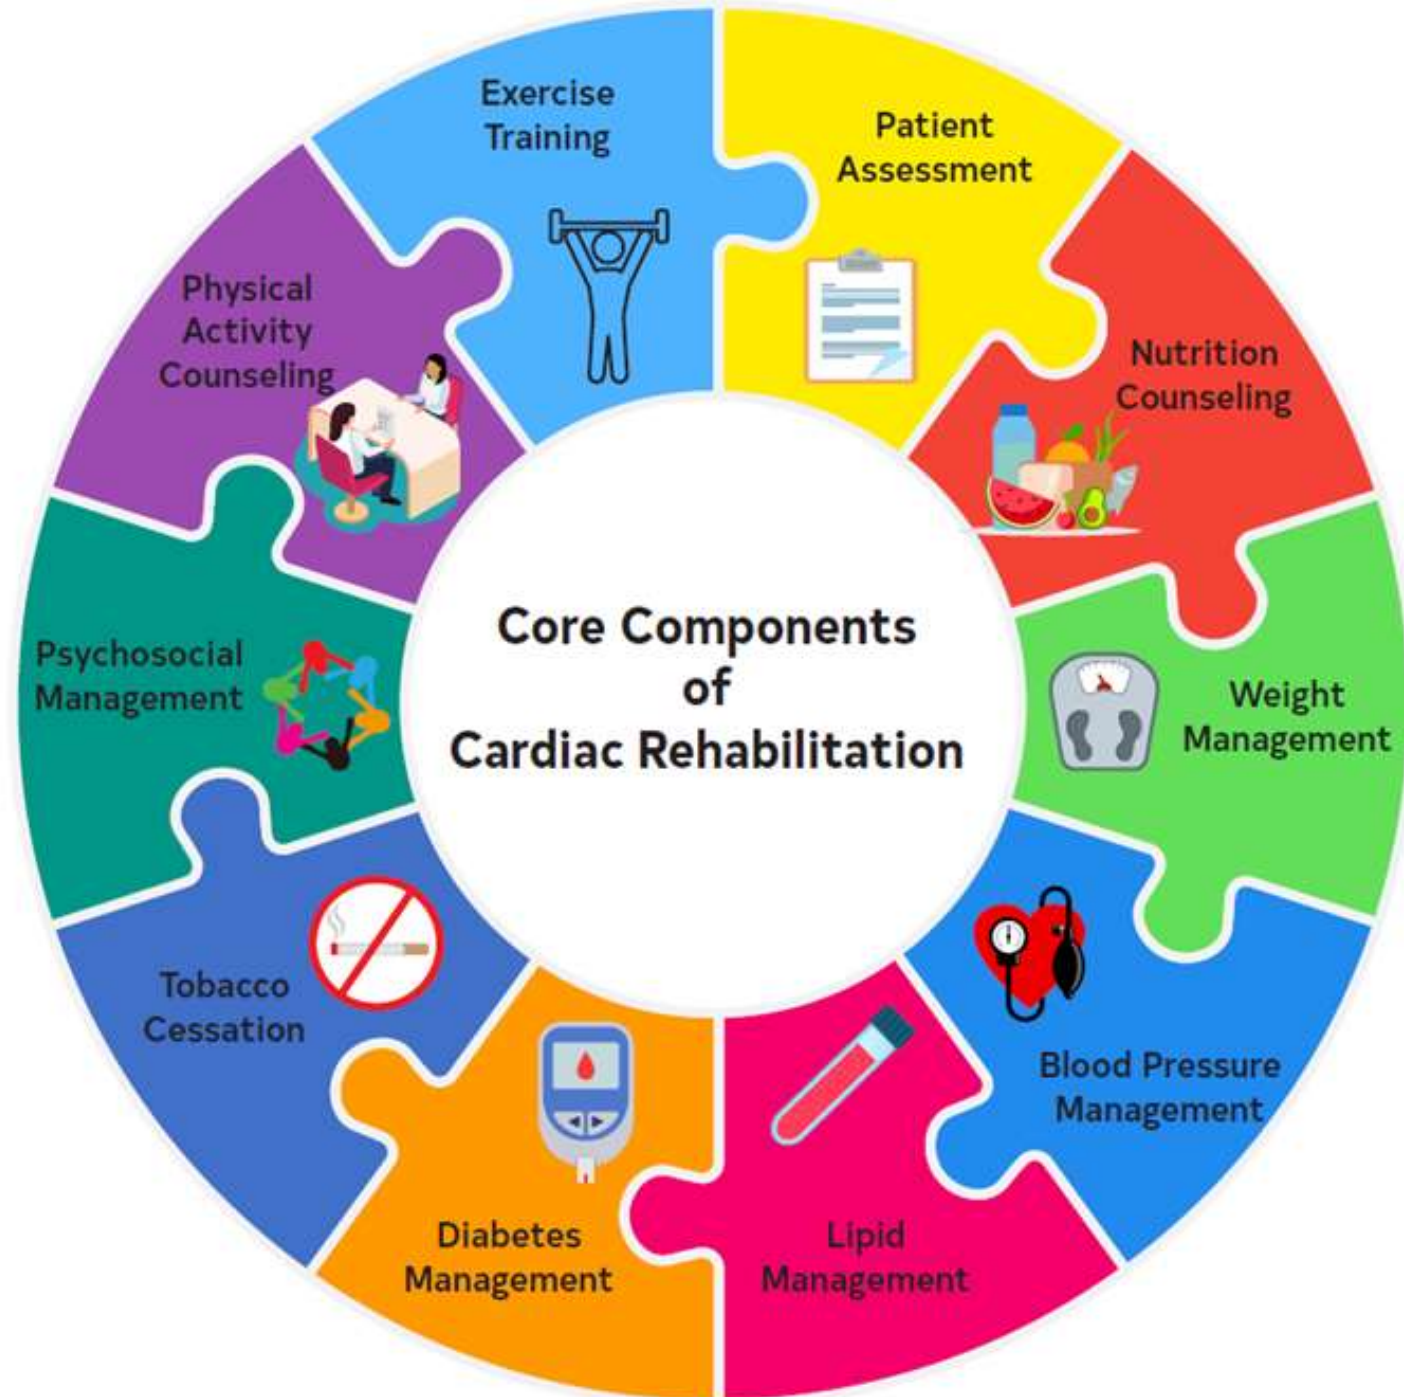 Exercise
Training
Patient
Assessment
Nutrition
Counseling
Weight
Management
Blood Pressure
Management
Lipid
Management
Diabetes
Management
Tobacco
Cessation
Psychosocial
Management
Physical
Activity
Counseling
Core Components
of
Cardiac Rehabilitation